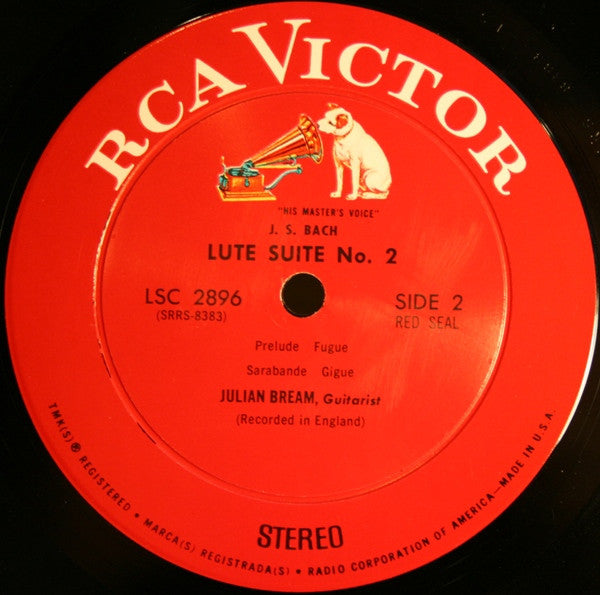 RCA VICTOR
"HIS MASTER'S VOICE"
J. S. BACH
LUTE SUITE No. 2
LSC 2896 SIDE 2
(SRRS-8383) RED SEAL
Prelude Fugue
Sarabande Gigue
JULIAN BREAM, Guitarist
(Recorded in England)
STEREO
TMK(S) ® REGISTERED • MARCA(S) REGISTRADA(S) • RADIO CORPORATION OF AMERICA—MADE IN U.S.A.